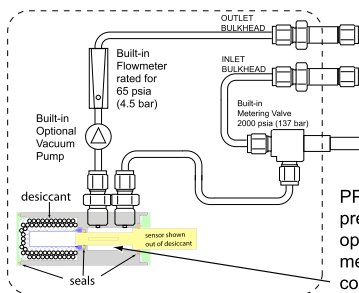 OUTLET
BULKHEAD
INLET
BULKHEAD
Built-in
Flowmeter
rated for
65 psia
(4.5 bar)
Built-in
Metering Valve
2000 psia (137 bar)
Built-in
Optional
Vacuum
Pump
desiccant
sensor shown
out of desiccant
seals
PP
pre
op
me
co